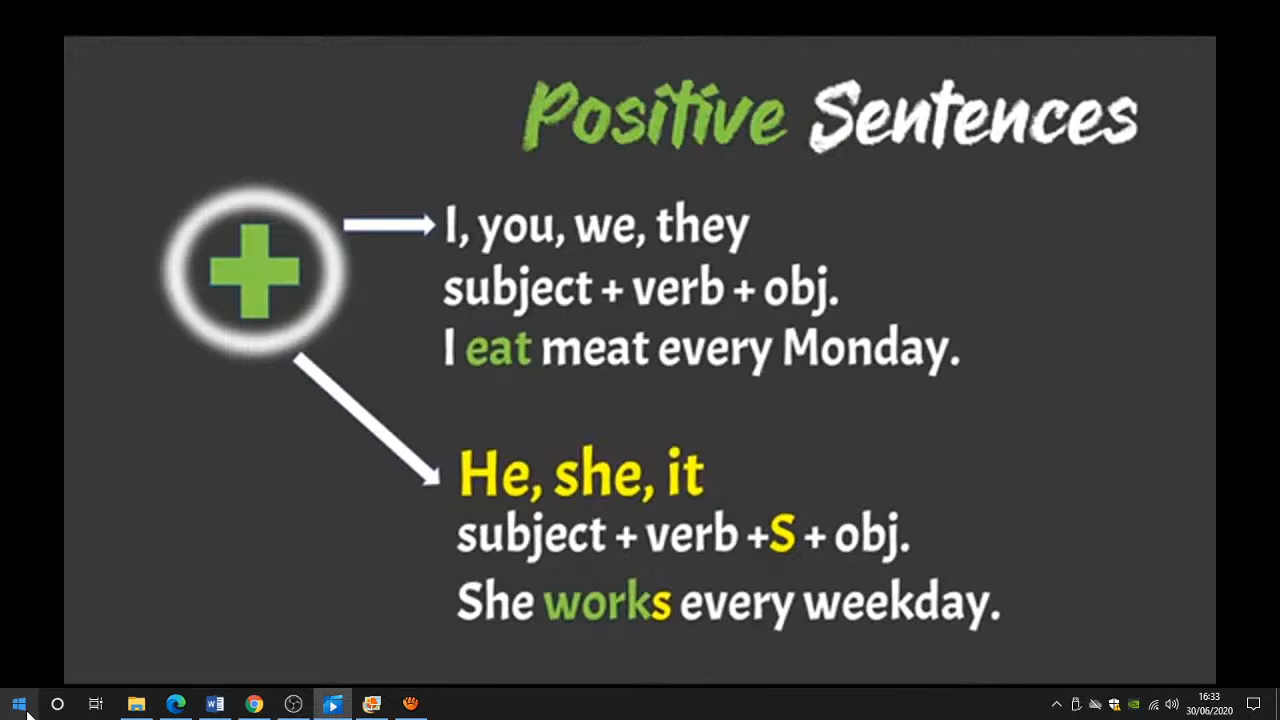 Positive Sentences
I, you, we, they
subject + verb + obj.
I eat meat every Monday.
He, she, it
subject + verb +S + obj.
She works every weekday.
16:33
30/06/2020